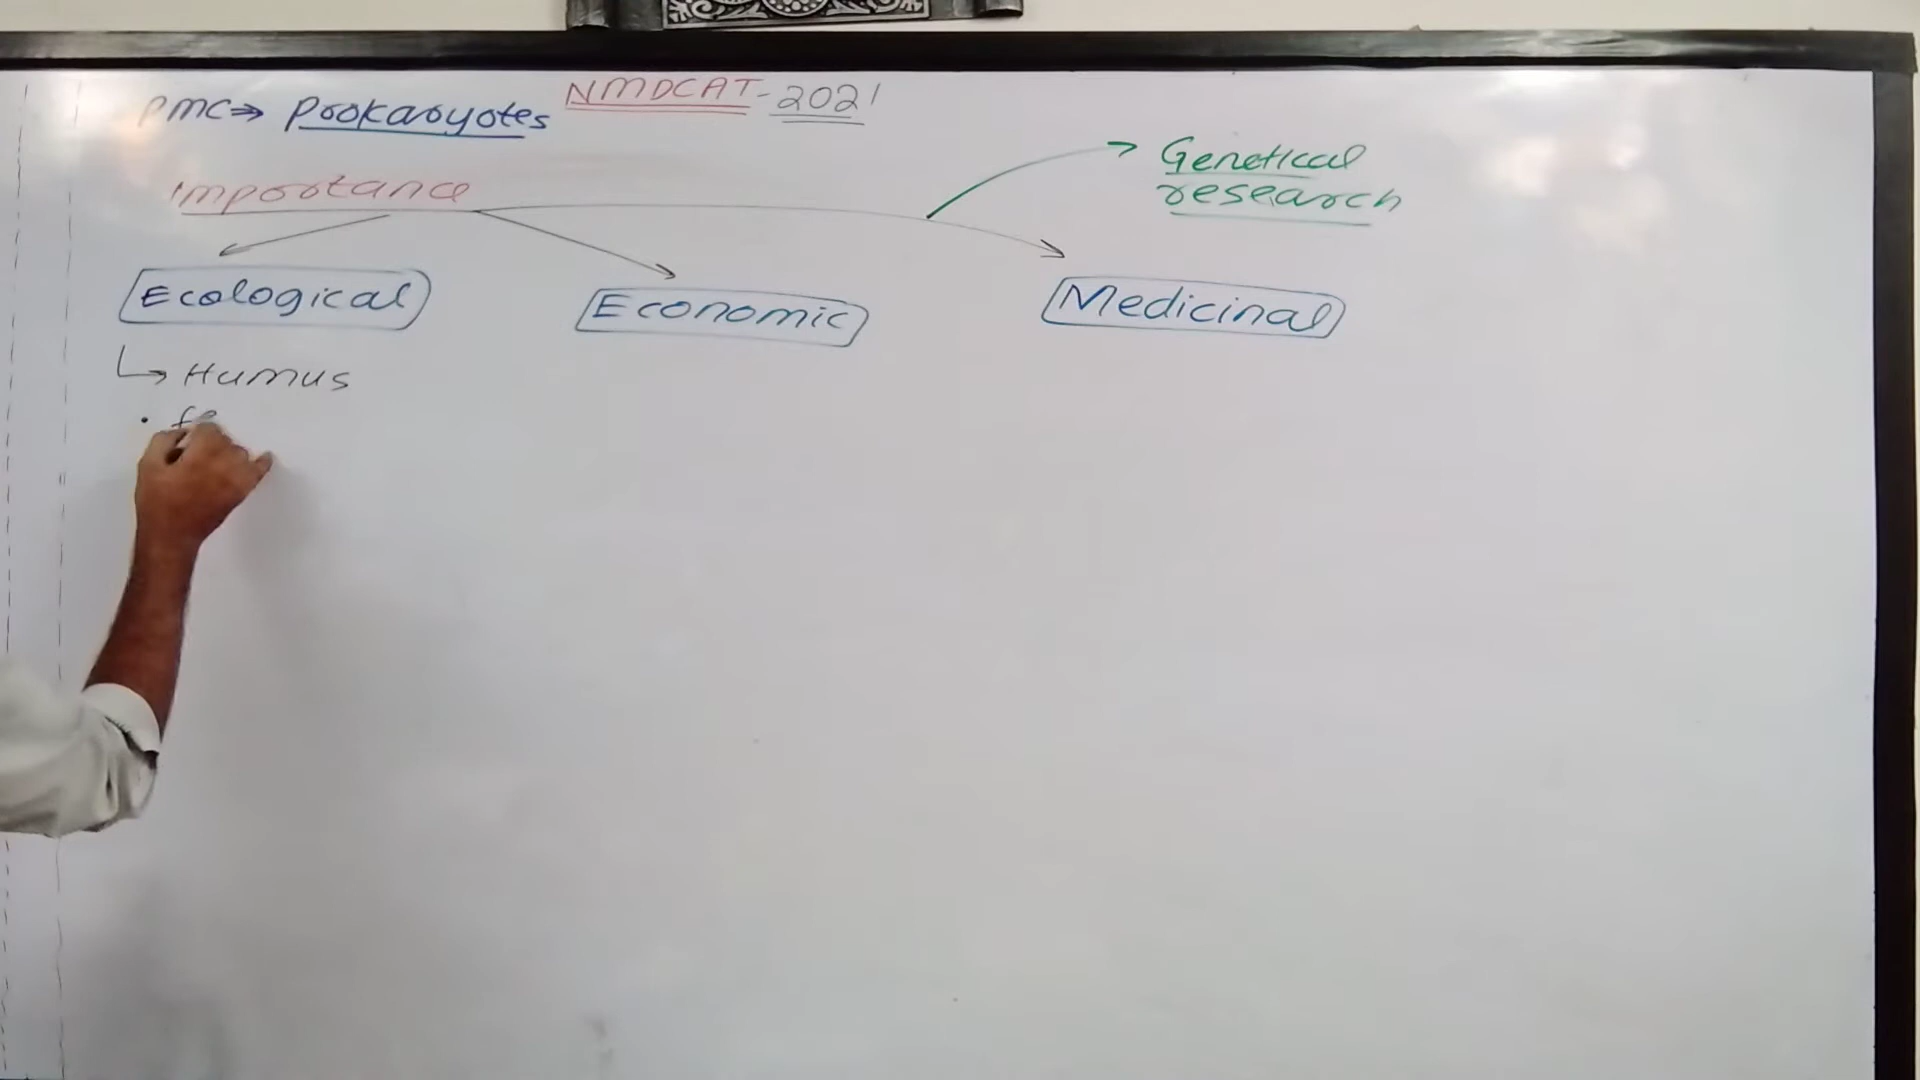 PMC⇒ Prokaryotes NMDCAT-2021
Importance
Genetical
research
Ecological Economic Medicinal
↳ Humus